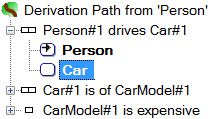 Derivation Path from 'Person'
Person#1 drives Car#1
Person
Car
Car#1 is of CarModel#1
CarModel#1 is expensive